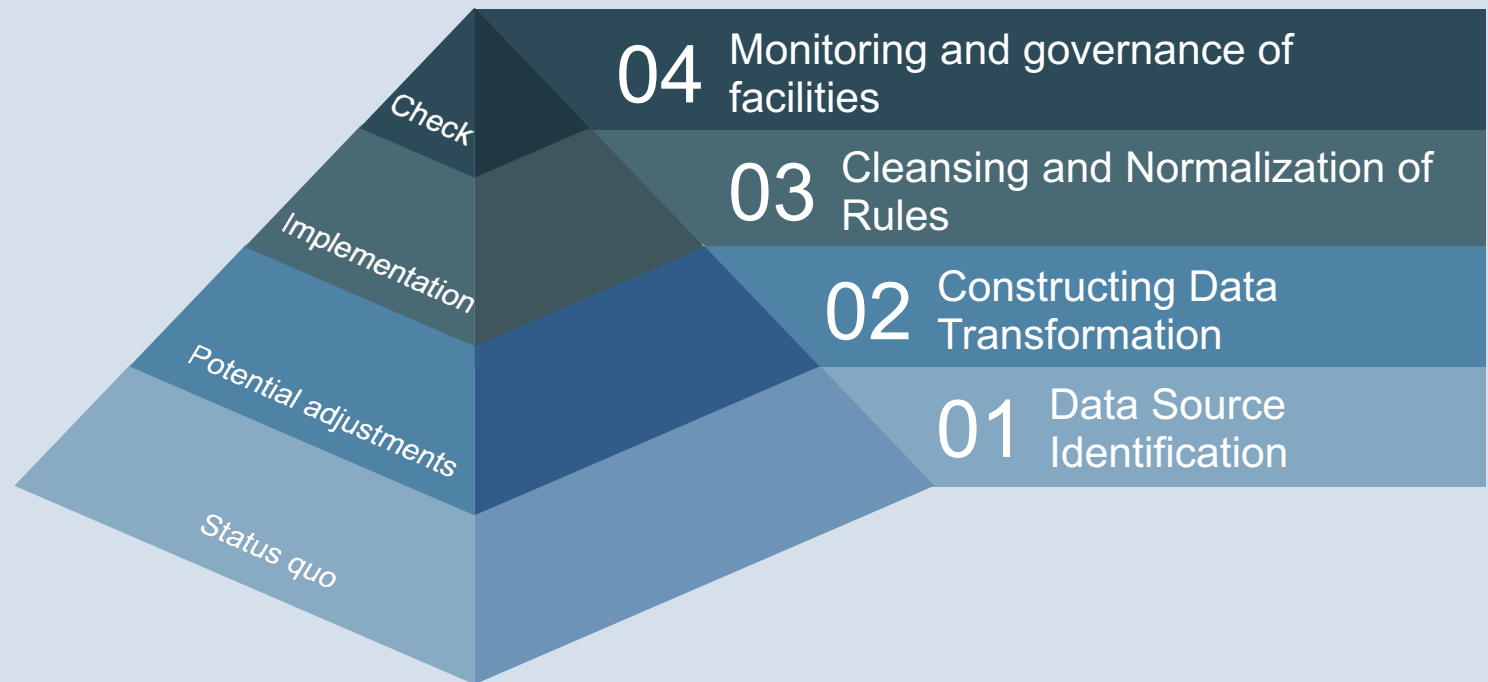 Check
04
Monitoring and governance of
facilities
Implementation
03
Cleansing and Normalization of
Rules
Potential adjustments
02
Constructing Data
Transformation
Status quo
01
Data Source
Identification